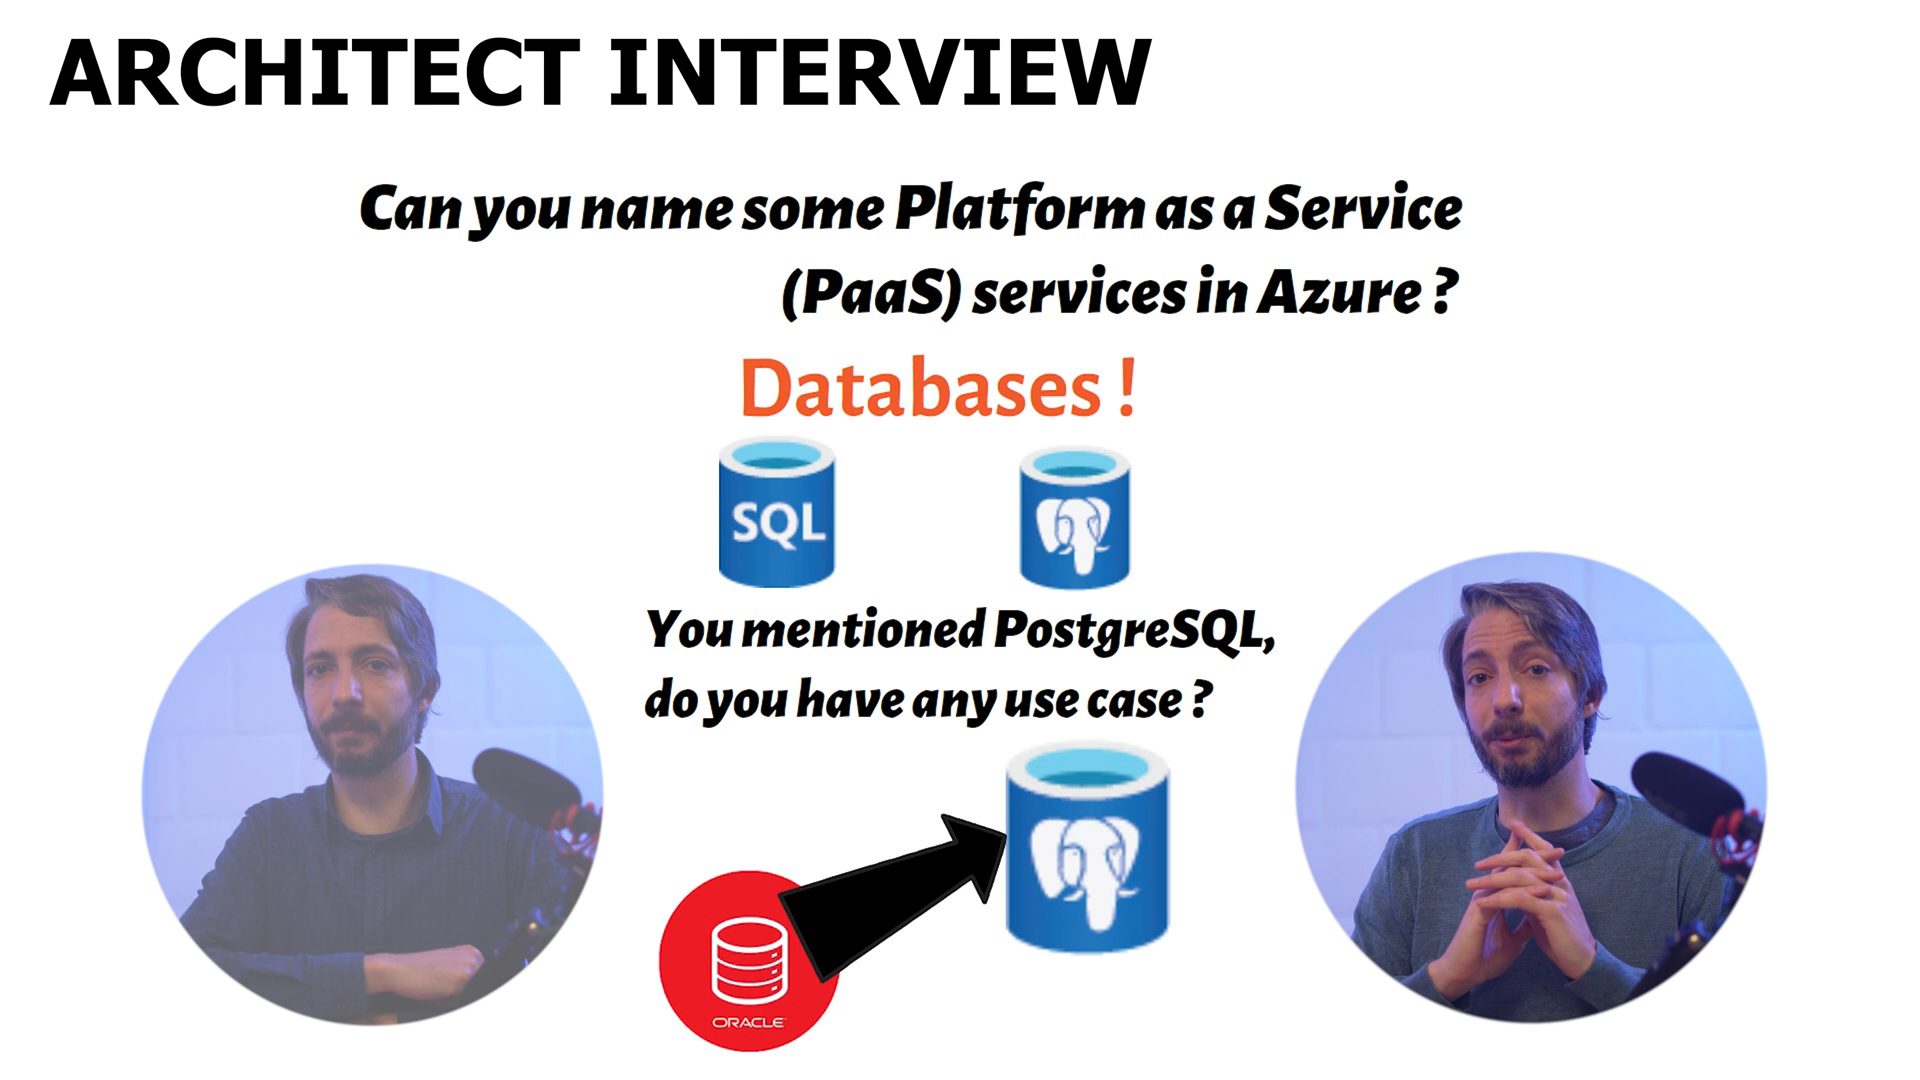 ARCHITECT INTERVIEW
Can you name some Platform as a Service
(PaaS) services in Azure ?
Databases !
SQL
You mentioned PostgreSQL,
do you have any use case ?
ORACLE